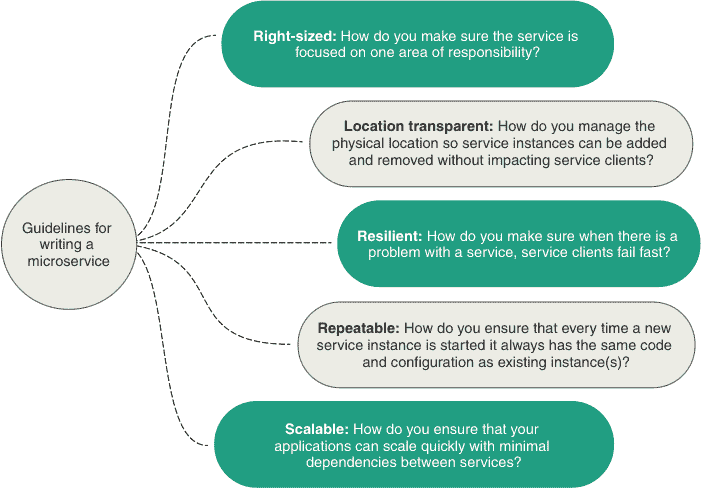 Right-sized: How do you make sure the service is
focused on one area of responsibility?
Location transparent: How do you manage the
physical location so service instances can be added
and removed without impacting service clients?
Guidelines for
writing a
microservice
Resilient: How do you make sure when there is a
problem with a service, service clients fail fast?
Repeatable: How do you ensure that every time a new
service instance is started it always has the same code
and configuration as existing instance(s)?
Scalable: How do you ensure that your
applications can scale quickly with minimal
dependencies between services?